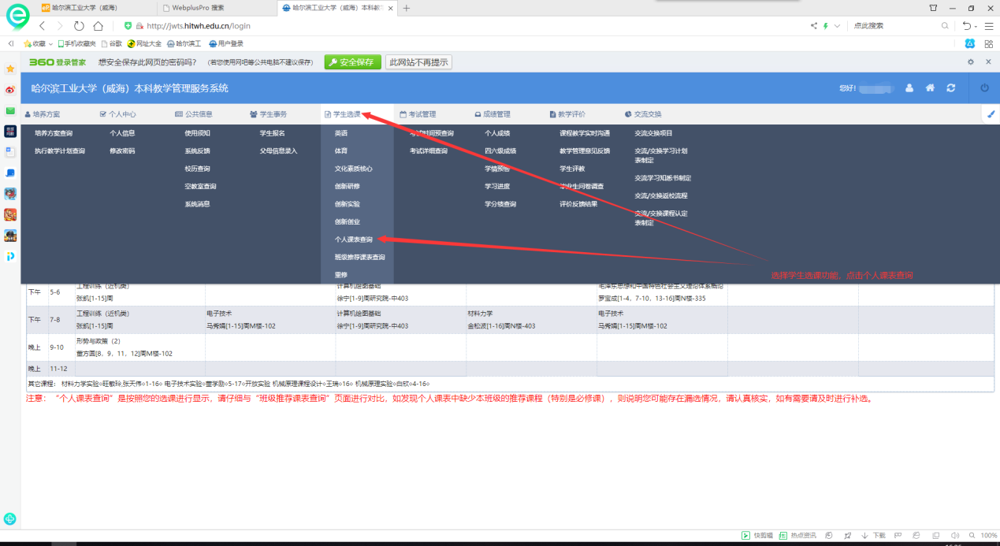 哈尔滨工业大学（威海）
WebplusPro 搜索
哈尔滨工业大学（威海）本科教
http://jwts.hitwh.edu.cn/login
点此搜索
收藏 手机收藏夹 谷歌 网址大全 哈尔滨工 用户登录
360登录管家 想安全保存此网页的密码吗？（若您使用网吧等公共电脑不建议保存） 安全保存 此网站不再提示
哈尔滨工业大学（威海）本科教学管理服务系统 您好!
培养方案 个人中心 公共信息 学生事务 学生选课 考试管理 成绩管理 教学评价 交流交换
培养方案查询 个人信息 使用须知 学生报名 英语 考试时间预查询 个人成绩 课程教学实时沟通 交流交换项目
执行教学计划查询 修改密码 系统反馈 父母信息录入 体育 考试详细查询 四六级成绩 教学管理意见反馈 交流/交换学习计划
表制定
校历查询 文化素质核心 学情预警 学生评教
交流学习知悉书制定
空教室查询 创新研修 学习进度 毕业生问卷调查
交流/交换返校流程
系统消息 创新实验 学分绩查询 评价反馈结果
交流/交换课程认定
表制定
创新创业
个人课表查询
班级推荐课表查询
重修
选择学生选课功能，点击个人课表查询
下午 5-6 工程训练（近机类） 计算机绘图基础 毛泽东思想和中国特色社会主义理论体系概论
张凯[1-15]周 徐宁[1-9]周研究院-中403 罗宝成[1-4，7-10，13-16]周N楼-335
下午 7-8 工程训练（近机类） 电子技术 计算机绘图基础 材料力学 电子技术
张凯[1-15]周 马秀娟[1-15]周M楼-102 徐宁[1-9]周研究院-中403 金松波[1-16]周N楼-403 马秀娟[1-15]周M楼-102
晚上 9-10 形势与政策（2）
董方圆[8，9，11，12]周M楼-102
晚上 11-12
其它课程： 材料力学实验◇旺敏玲,张天伟◇1-16◇ 电子技术实验◇董学勤◇5-17◇开放实验 机械原理课程设计◇王瑞◇16◇ 机械原理实验◇白欣◇4-16◇
注意：“个人课表查询”是按照您的选课进行显示，请仔细与“班级推荐课表查询”页面进行对比，如发现个人课表中缺少本班级的推荐课程（特别是必修课），则说明您可能存在漏选情况，请认真核实，如有需要请及时进行补选。
快剪辑 热点资讯 下载 100%